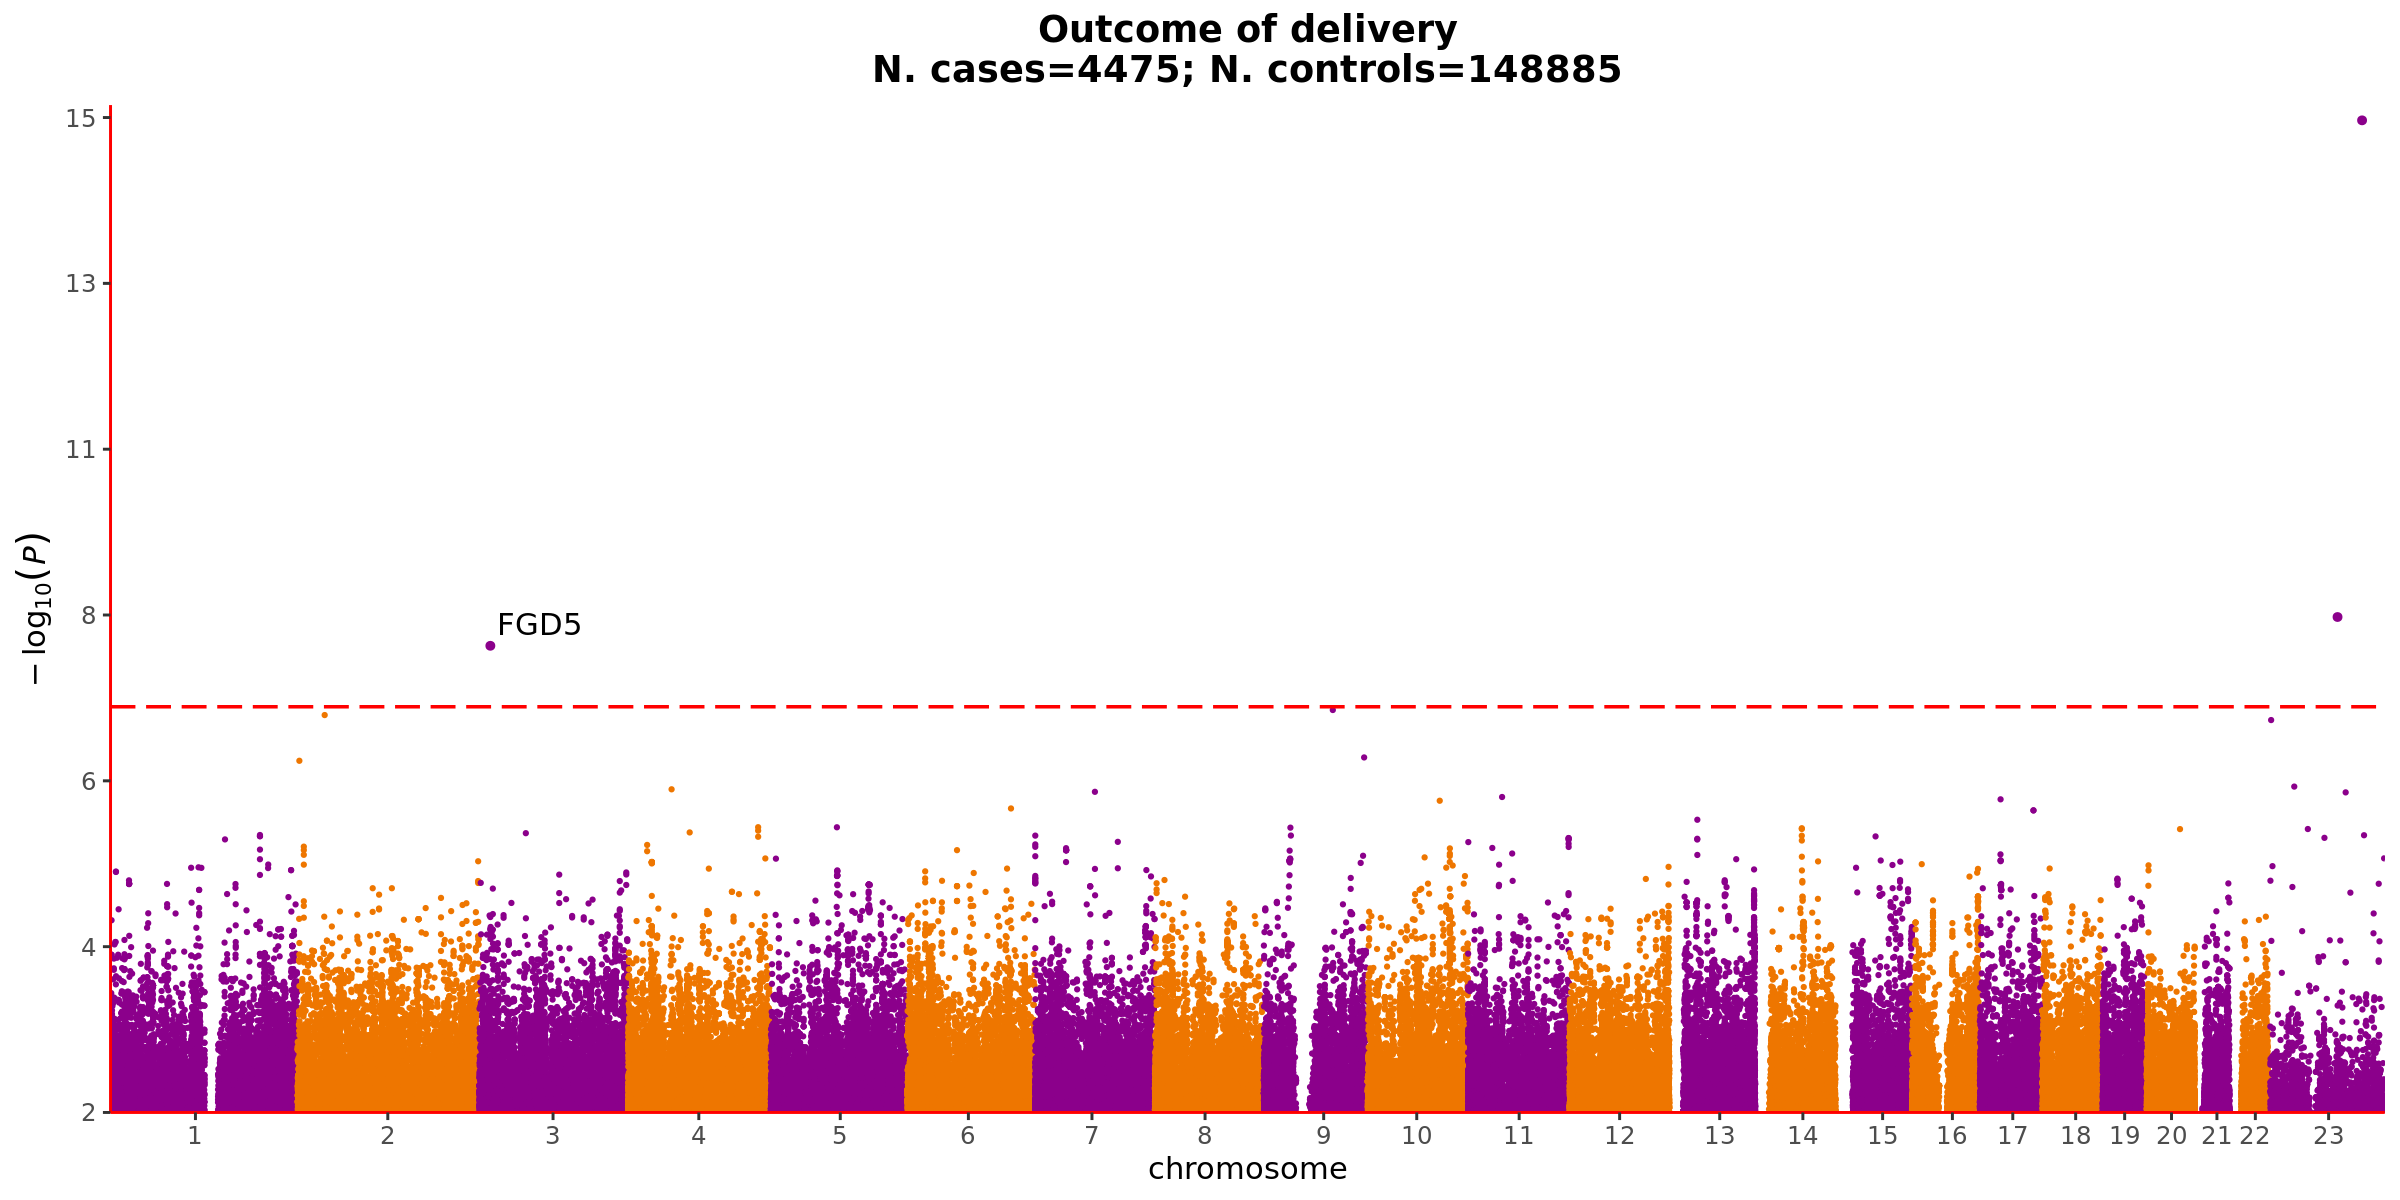 Outcome of delivery
N. cases=4475; N. controls=148885
15
13
11
8
6
4
2
−log10(P)
FGD5
1 2 3 4 5 6 7 8 9 10 11 12 13 14 15 16 17 18 19 20 21 22 23
chromosome